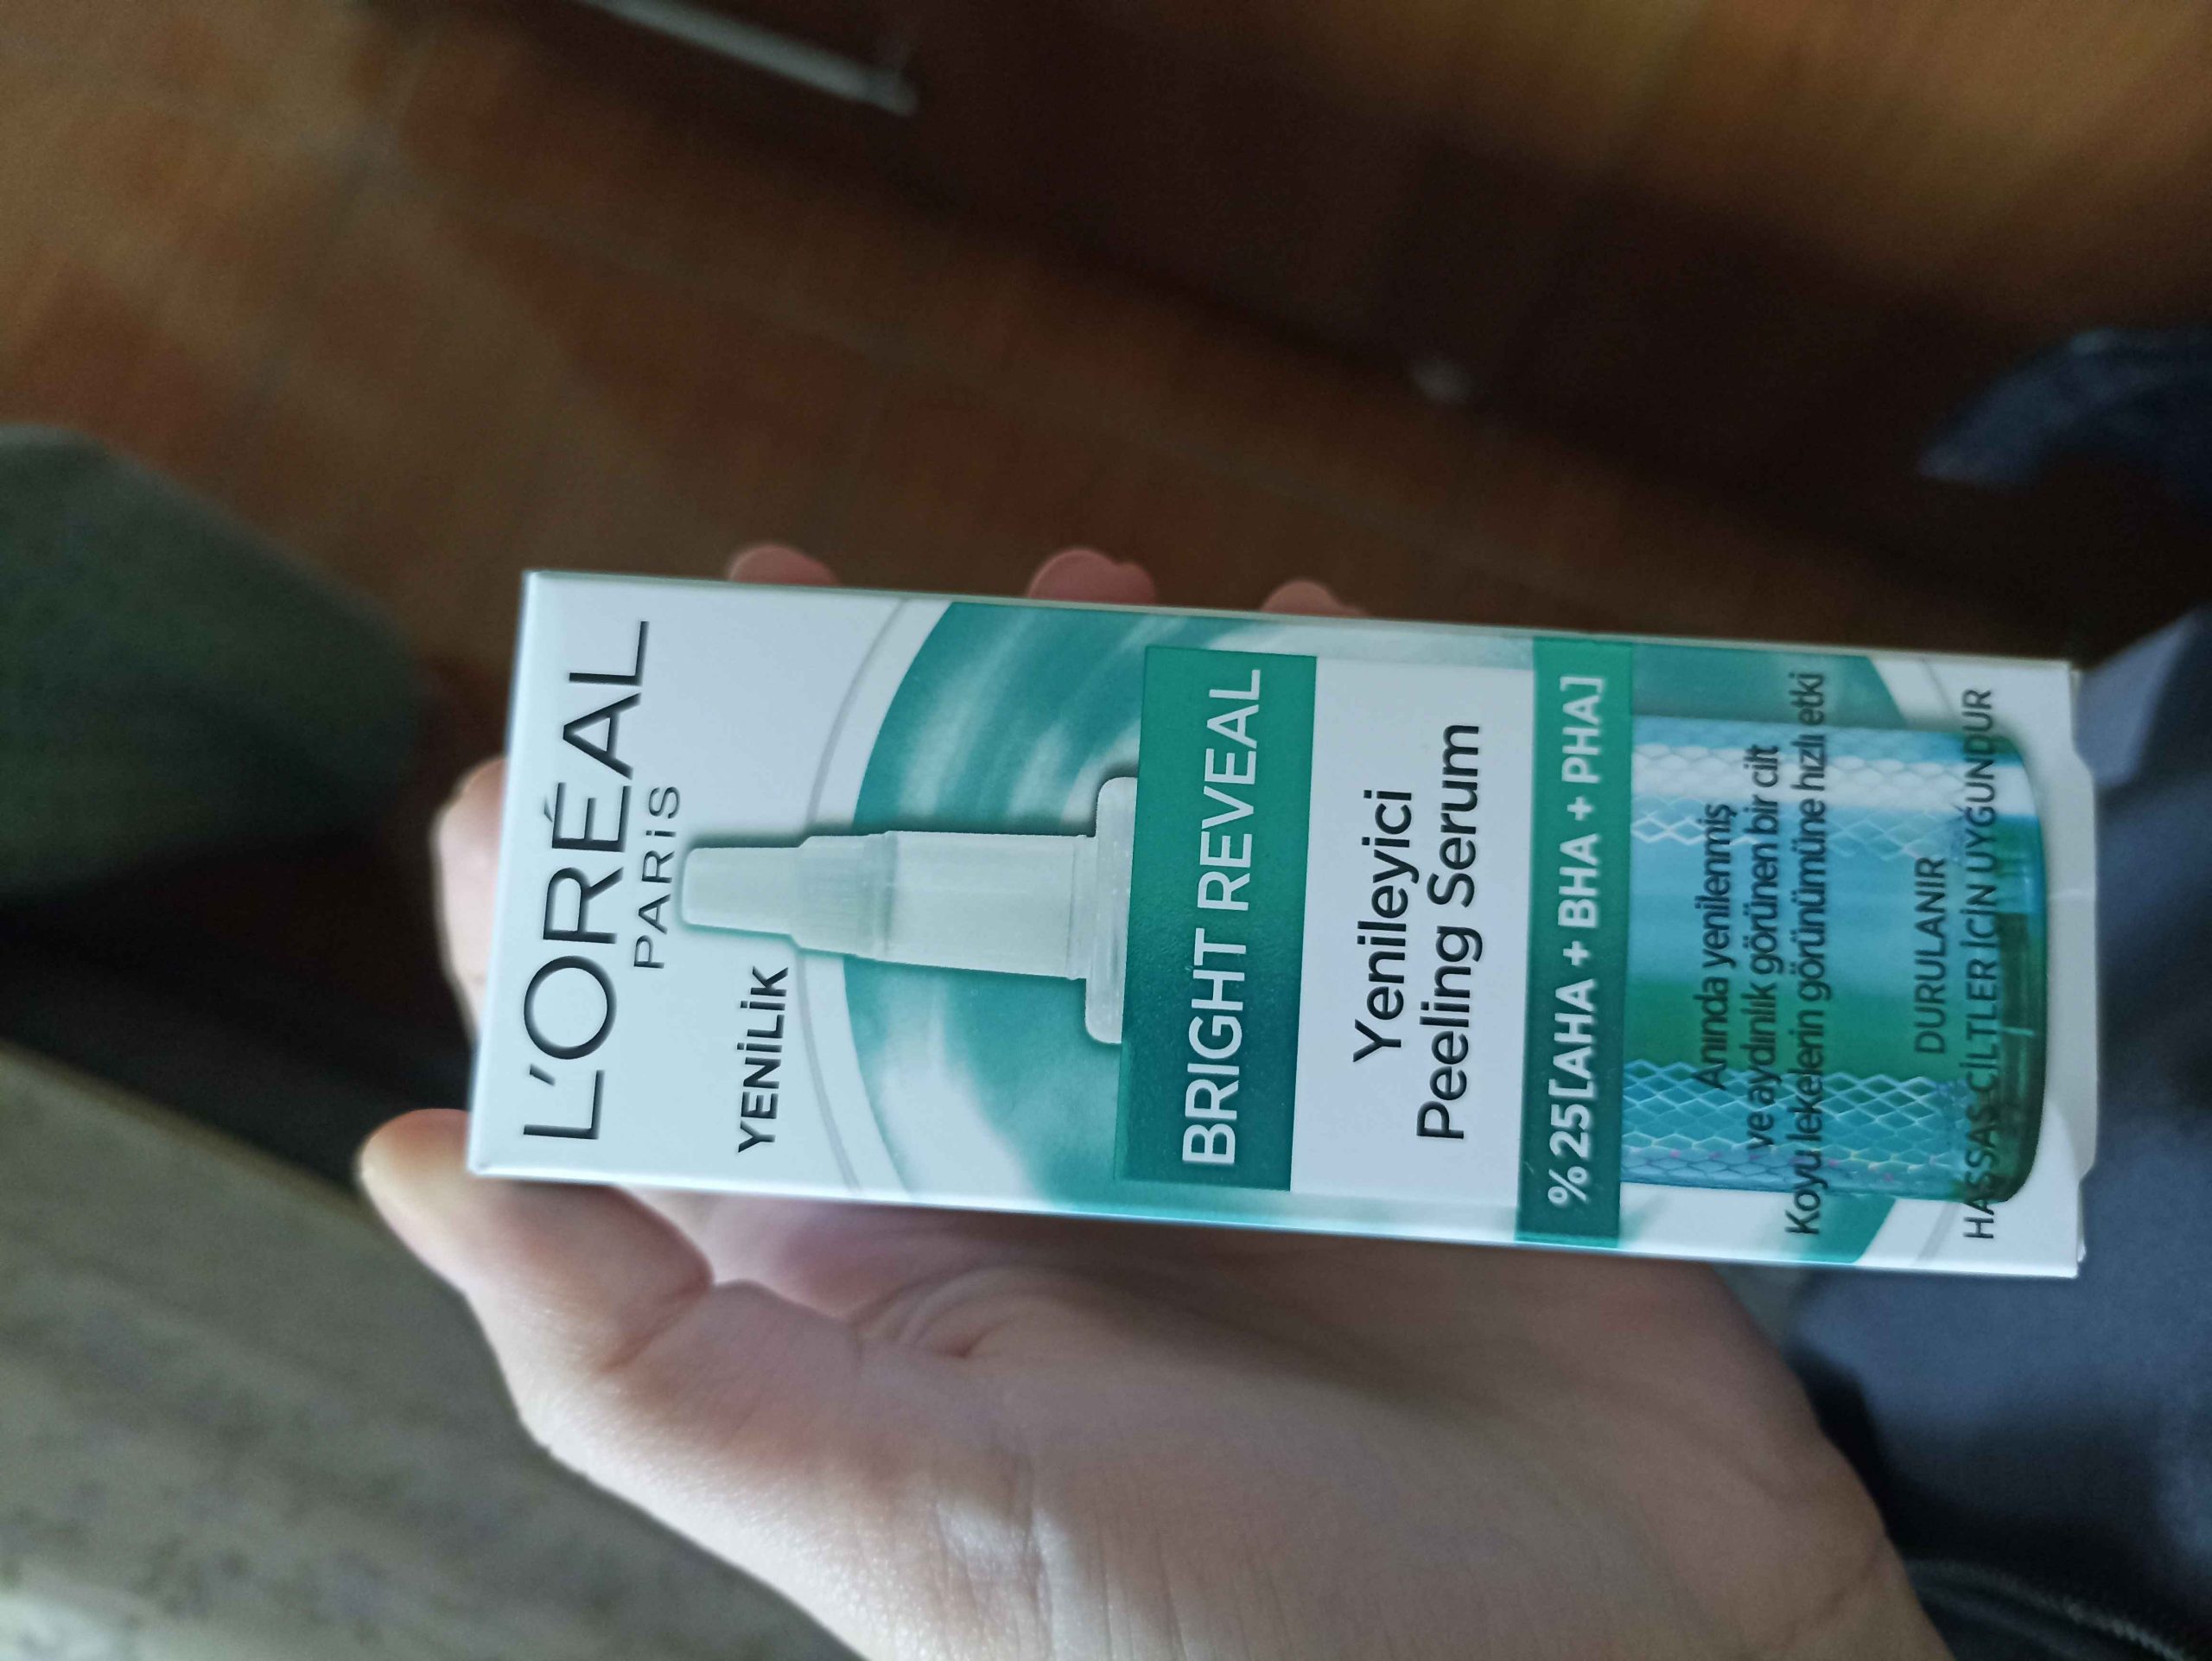 L'ORÉAL
PARİS
YENİLİK
BRIGHT REVEAL
Yenileyici
Peeling Serum
%25[AHA + BHA + PHA]
Anında yenilenmiş
ve aydınlık görünen bir cilt
Koyu lekelerin görünümüne hızlı etki
DURULANIR
HASSAS CİLTLER İÇİN UYGUNDUR